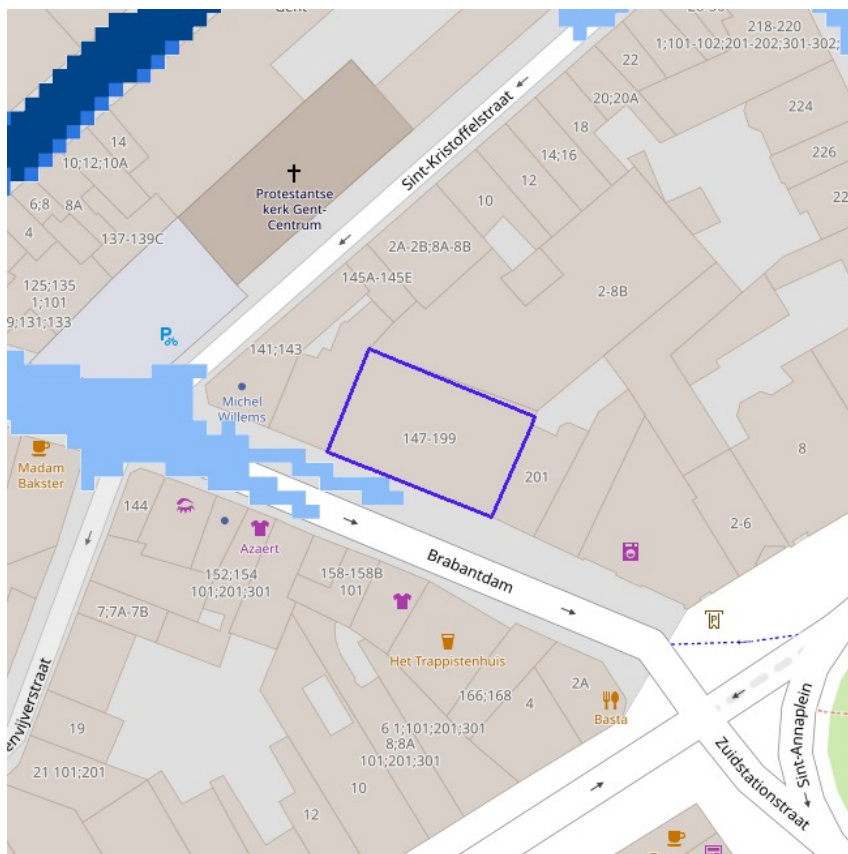 Gent
218-220
1;101-102;201-202;301-302;
22
20;20A
224
18
14
10;12;10A
14;16
226
Sint-Kristoffelstraat
12
Protestantse
kerk Gent-
Centrum
6;8
8A
10
4
137-139C
2A-2B;8A-8B
145A-145E
125;135
1;101
9;131;133
2-8B
P
141;143
Michel
Willems
147-199
Madam
Bakster
201
8
144
2-6
Azaert
Brabantdam
152;154
101;201;301
158-158B
101
7;7A-7B
P
Het Trappistenhuis
2A
166;168
4
Basta
envijverstraat
19
6 1;101;201;301
8;8A
101;201;301
21 101;201
10
12
Sint-Annaplein
Zuidstationstraat